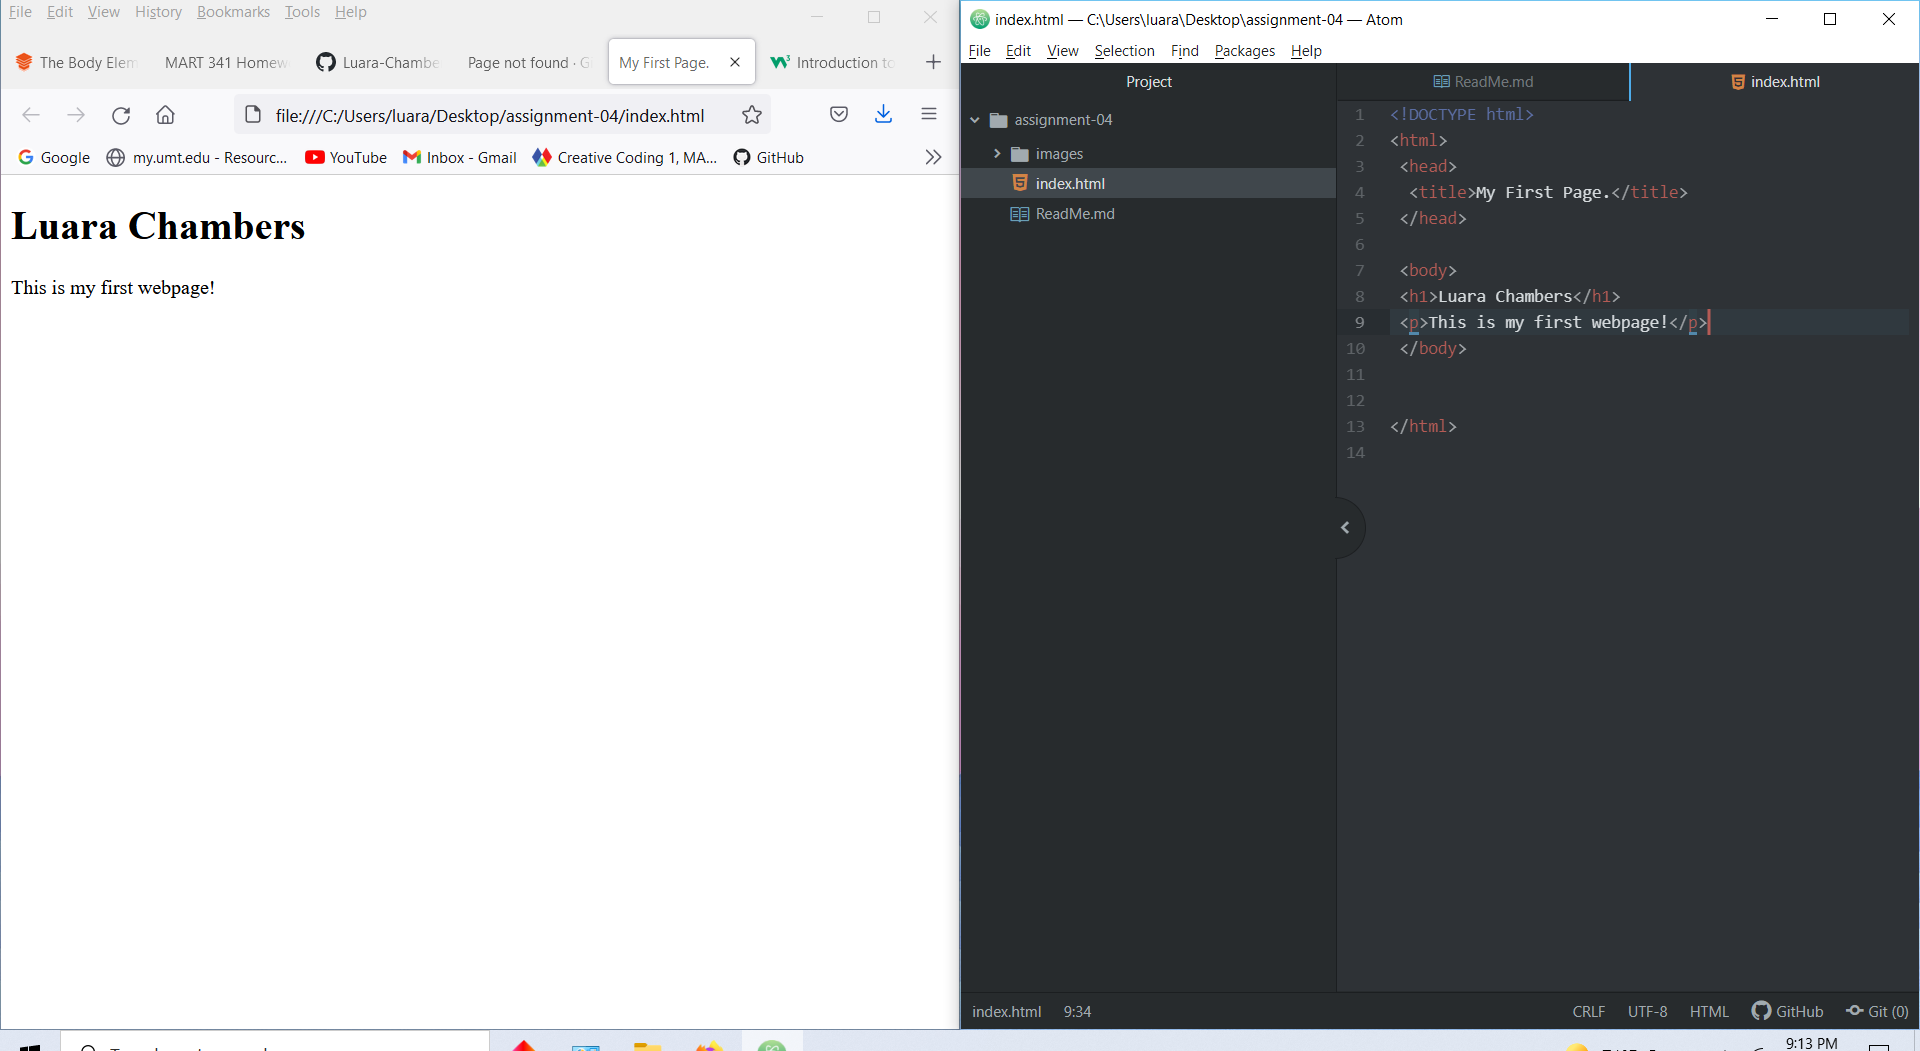 File Edit View History Bookmarks Tools Help
The Body Elem
MART 341 Homew
Luara-Chambe
Page not found · G
My First Page.
Introduction to
file:///C:/Users/luara/Desktop/assignment-04/index.html
Google
my.umt.edu - Resourc...
YouTube
Inbox - Gmail
Creative Coding 1, MA...
GitHub
Luara Chambers
This is my first webpage!
index.html — C:\Users\luara\Desktop\assignment-04 — Atom
File Edit View Selection Find Packages Help
Project
assignment-04
images
index.html
ReadMe.md
ReadMe.md
index.html
1 <!DOCTYPE html>
2 <html>
3 <head>
4 <title>My First Page.</title>
5 </head>
6
7 <body>
8 <h1>Luara Chambers</h1>
9 <p>This is my first webpage!</p>
10 </body>
11
12
13 </html>
14
index.html 9:34
CRLF UTF-8 HTML GitHub Git (0)
9:13 PM